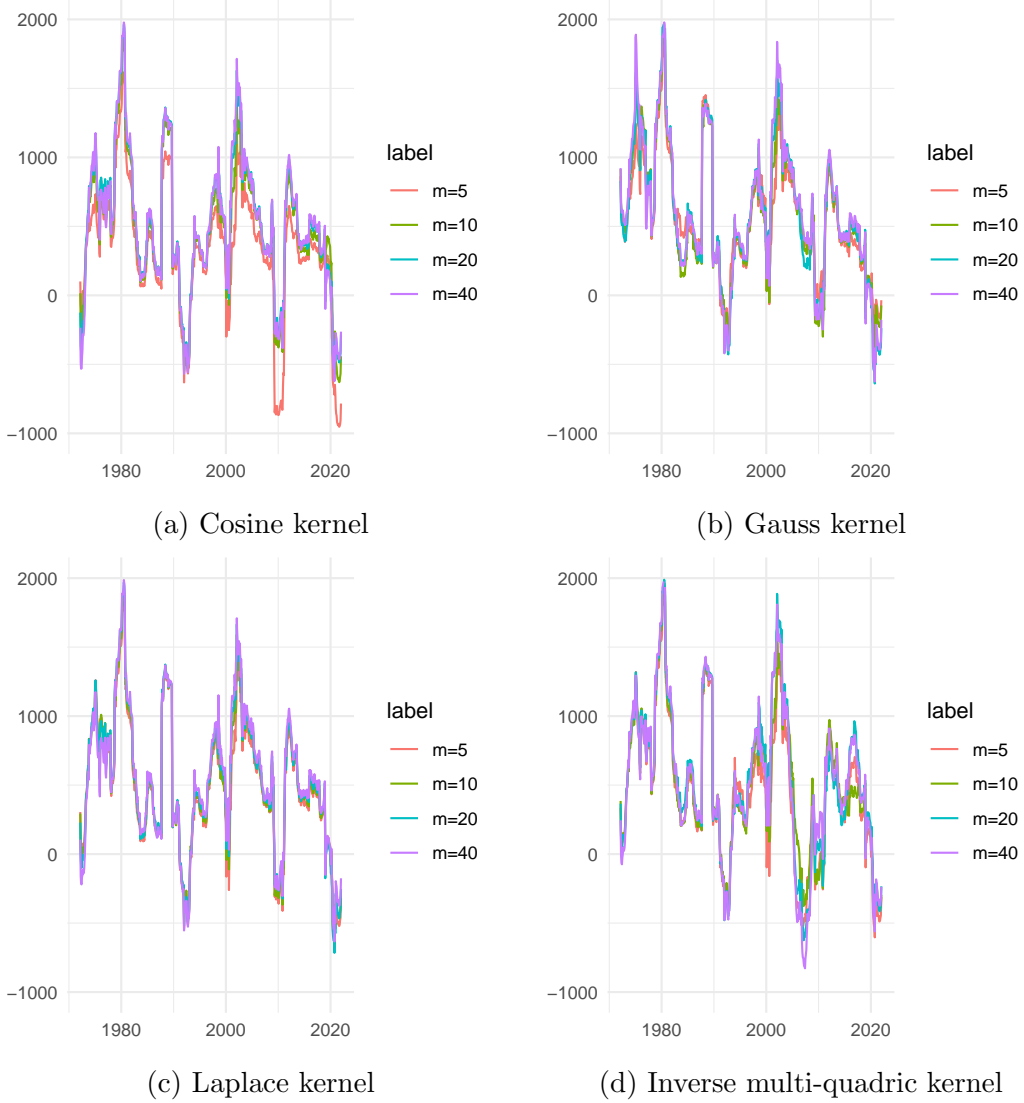 2000
1000
0
−1000
1980 2000 2020
label
m=5
m=10
m=20
m=40
(a) Cosine kernel
2000
1000
0
−1000
1980 2000 2020
label
m=5
m=10
m=20
m=40
(b) Gauss kernel
2000
1000
0
−1000
1980 2000 2020
label
m=5
m=10
m=20
m=40
(c) Laplace kernel
2000
1000
0
−1000
1980 2000 2020
label
m=5
m=10
m=20
m=40
(d) Inverse multi-quadric kernel